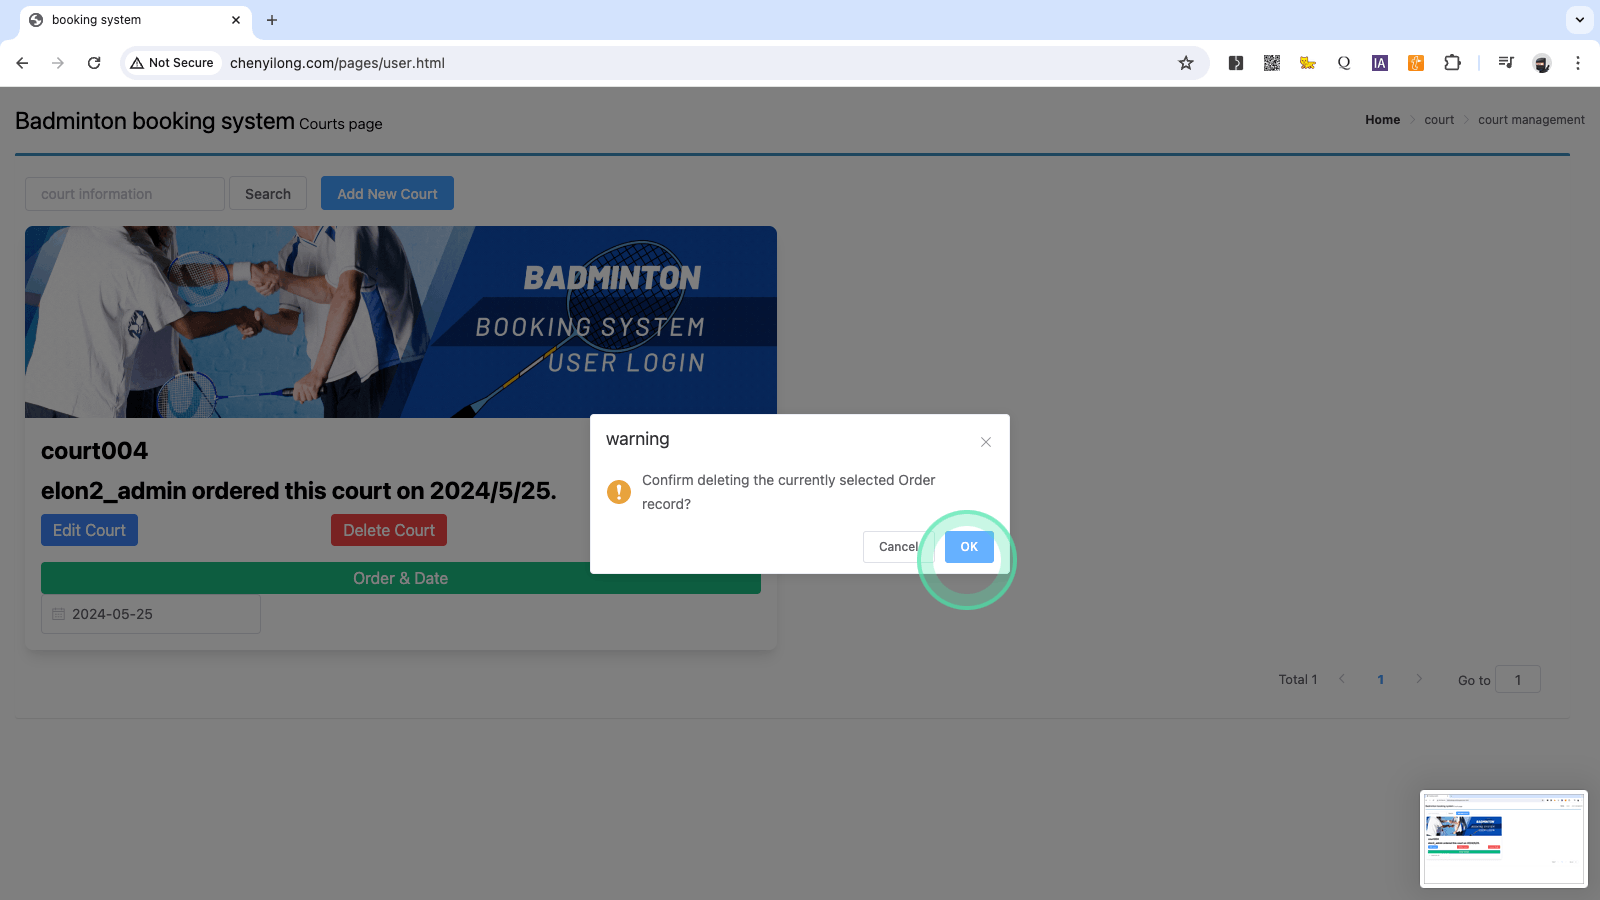 booking system
Not Secure
chenyilong.com/pages/user.html
Badminton booking system Courts page
Home
court
court management
court information
Search
Add New Court
BADMINTON
BOOKING SYSTEM
USER LOGIN
court004
elon2_admin ordered this court on 2024/5/25.
Edit Court
Delete Court
Order & Date
2024-05-25
warning
Confirm deleting the currently selected Order
record?
Cancel
OK
Total 1
1
Go to
1
IA